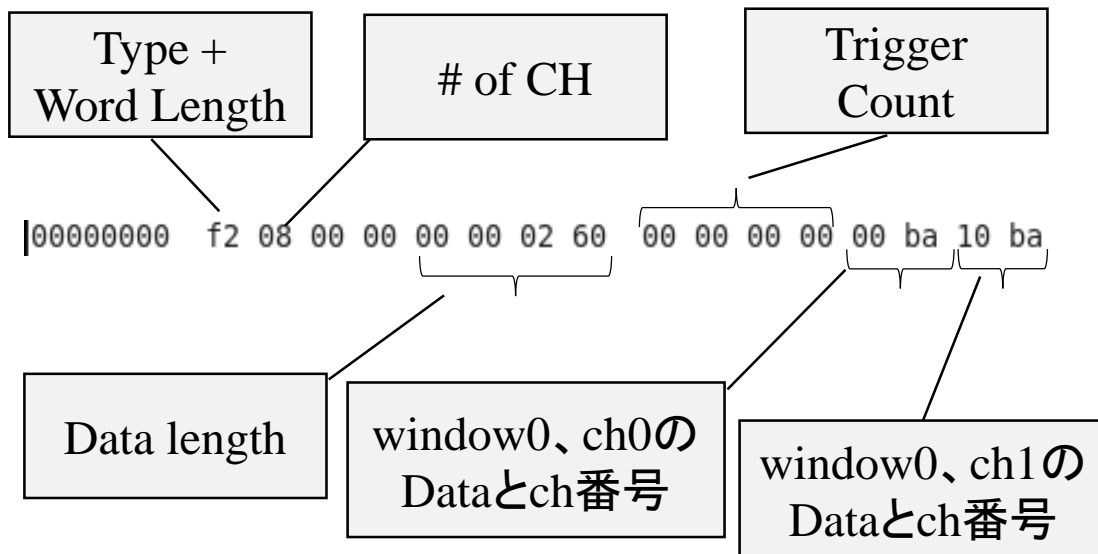 Type +
Word Length
# of CH
Trigger
Count
00000000 f2 08 00 00 00 00 02 60 00 00 00 00 00 ba 10 ba
Data length
window0、ch0の
Dataとch番号
window0、ch1の
Dataとch番号